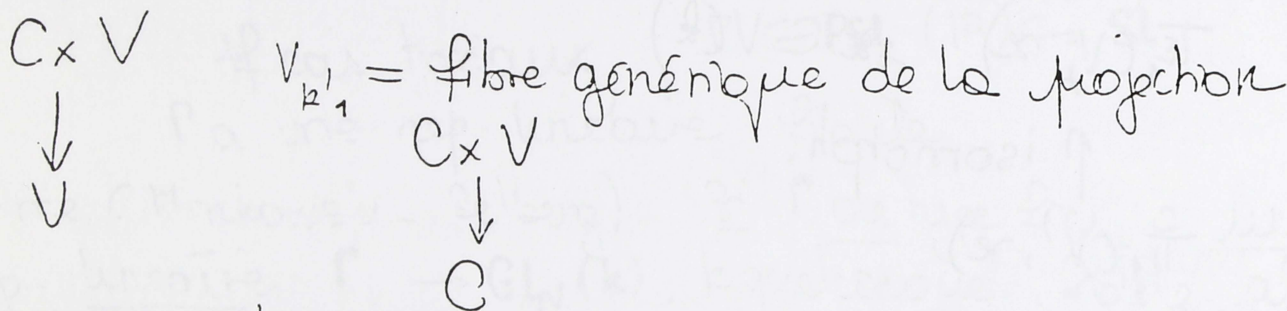 C x V
↓
V
V_{k'_1} = fibre générique de la projection
C x V
↓
C